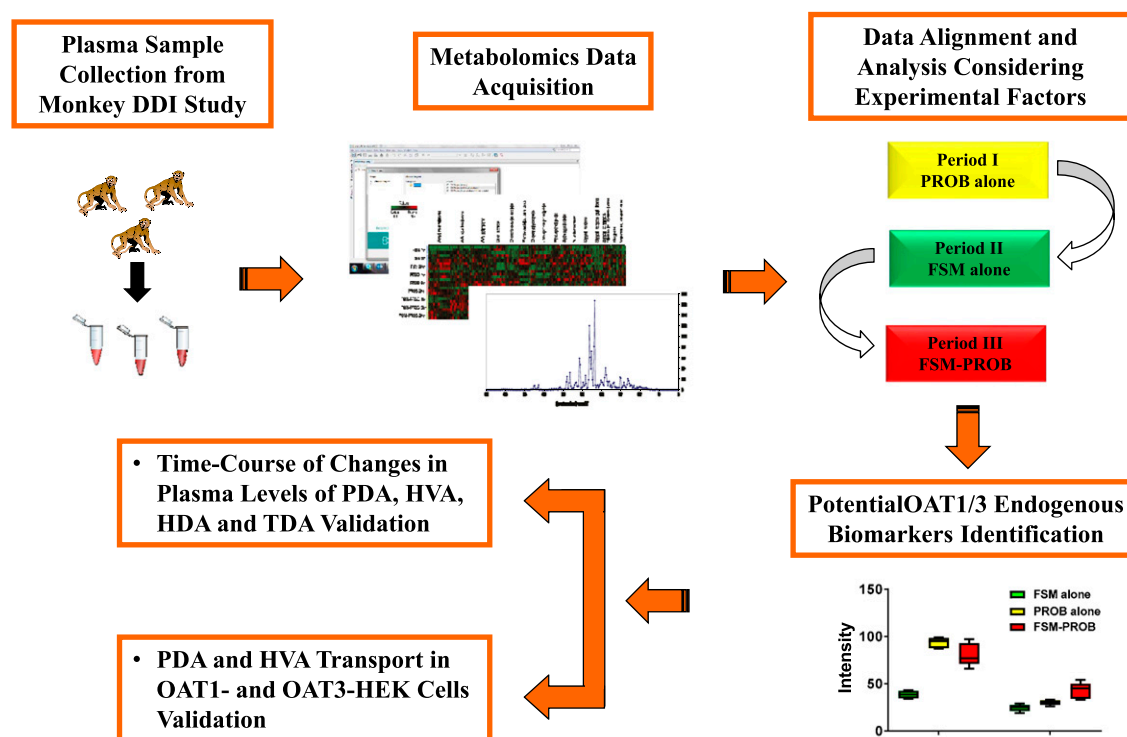 Plasma Sample
Collection from
Monkey DDI Study
Metabolomics Data
Acquisition
Data Alignment and
Analysis Considering
Experimental Factors
Period I
PROB alone
Period II
FSM alone
Period III
FSM-PROB
PotentialOAT1/3 Endogenous
Biomarkers Identification
150
100
50
0
Intensity
FSM alone
PROB alone
FSM-PROB
• Time-Course of Changes in
Plasma Levels of PDA, HVA,
HDA and TDA Validation
• PDA and HVA Transport in
OAT1- and OAT3-HEK Cells
Validation